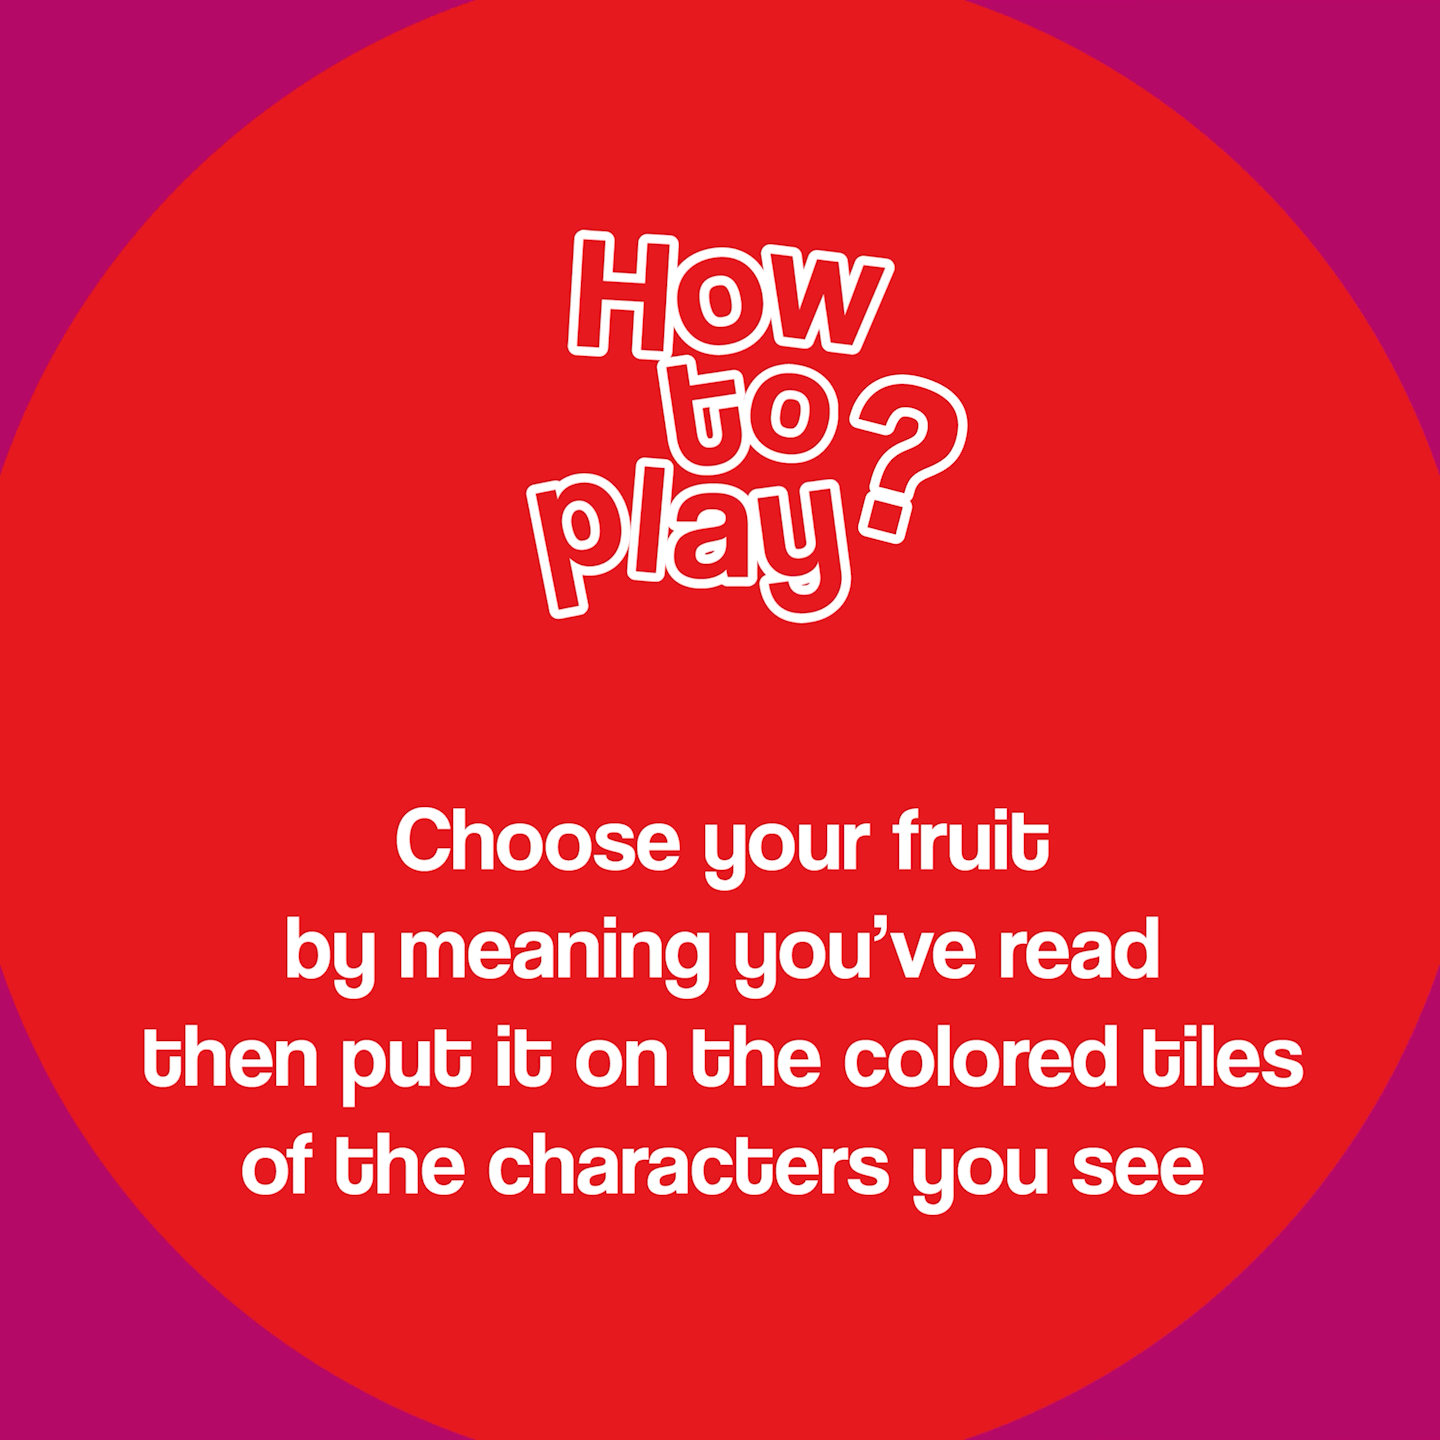 How
to
play?
Choose your fruit
by meaning you’ve read
then put it on the colored tiles
of the characters you see